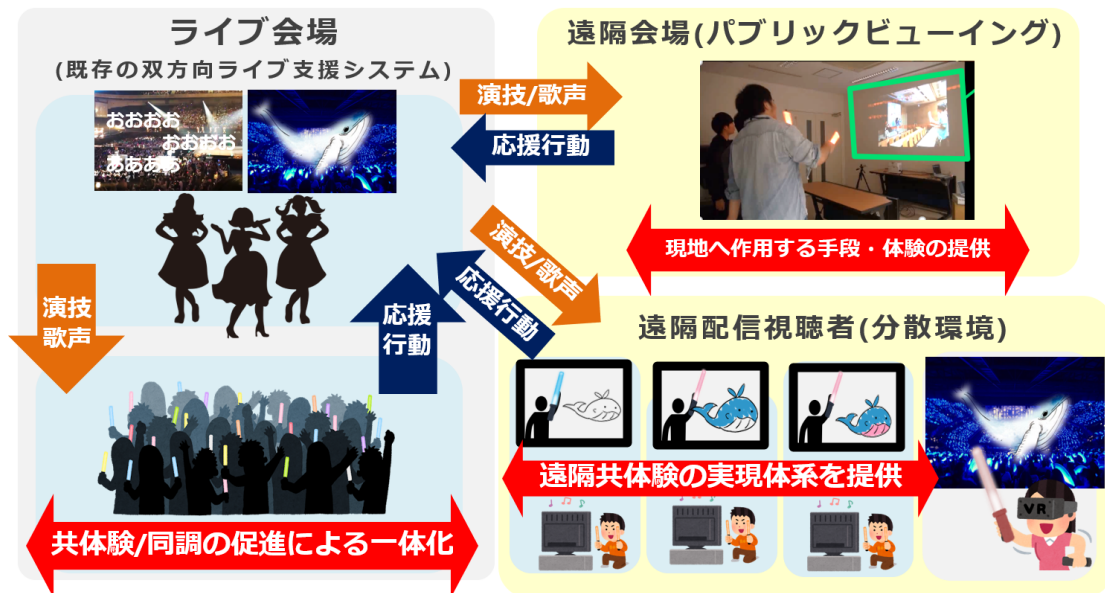 ライブ会場
(既存の双方向ライブ支援システム)
おおおお
おおおお
あああお
演技
歌声
応援
行動
共体験/同調の促進による一体化
演技/歌声
応援行動
演技/歌声
応援行動
遠隔会場(パブリックビューイング)
現地へ作用する手段・体験の提供
遠隔配信視聴者(分散環境)
遠隔共体験の実現体系を提供
VR